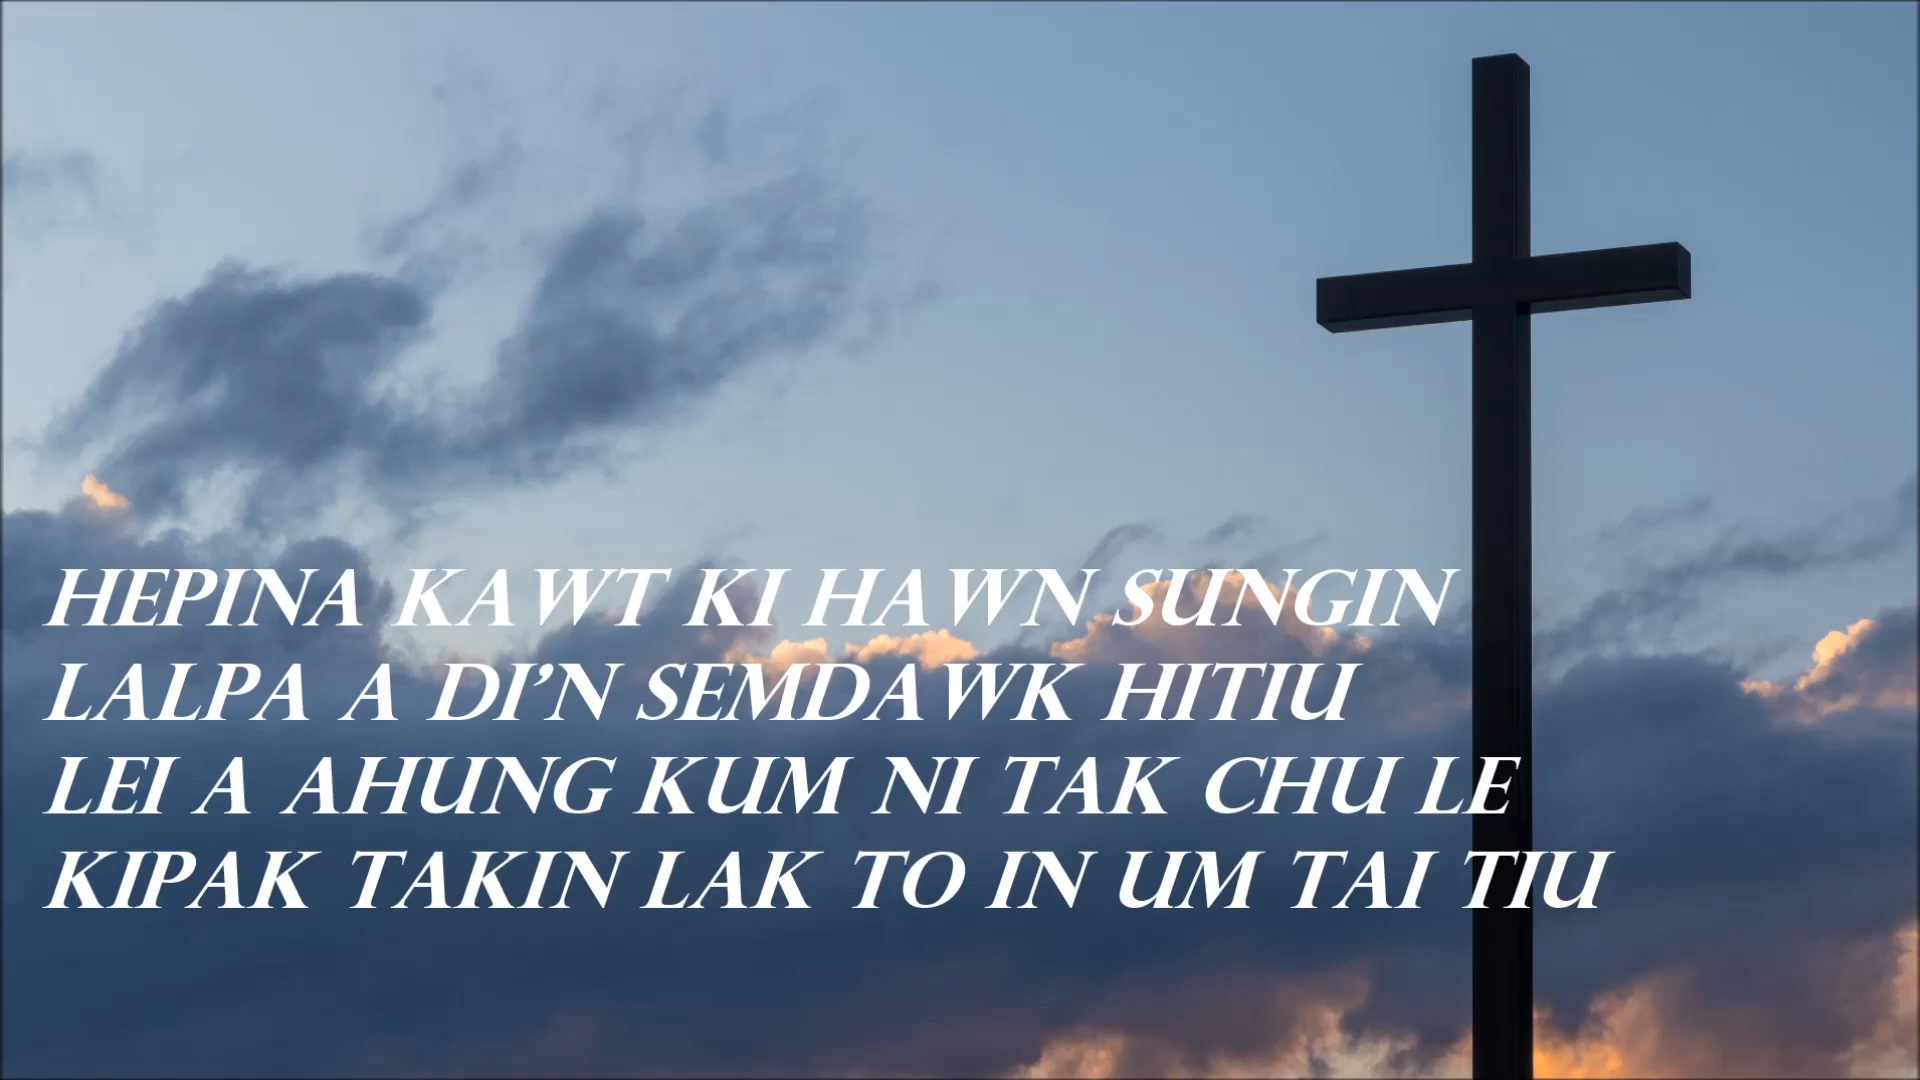 HEPINA KAWT KI HAWN SUNGIN
LALPA A DI’N SEMDAWK HITIU
LEI A AHUNG KUM NI TAK CHU LE
KIPAK TAKIN LAK TO IN UM TAI TIU